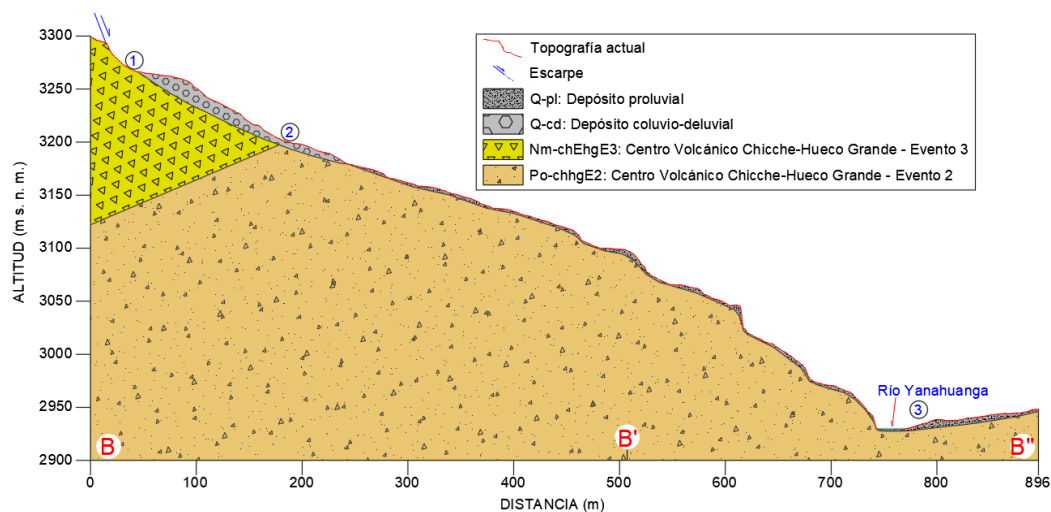 Topografía actual
Escarpe
Q-pl: Depósito proluvial
Q-cd: Depósito coluvio-deluvial
Nm-chEhgE3: Centro Volcánico Chicche-Hueco Grande - Evento 3
Po-chhgE2: Centro Volcánico Chicche-Hueco Grande - Evento 2
ALTITUD (m s. n. m.)
3300
3250
3200
3150
3100
3050
3000
2950
2900
1
2
Río Yanahuanga
3
B
B'
B"
0
100
200
300
400
500
600
700
800
896
DISTANCIA (m)